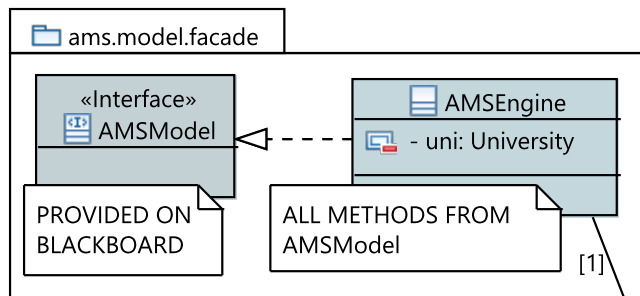 ams.model.facade
«Interface»
AMSModel
PROVIDED ON
BLACKBOARD
AMSEngine
- uni: University
ALL METHODS FROM
AMSModel
[1]